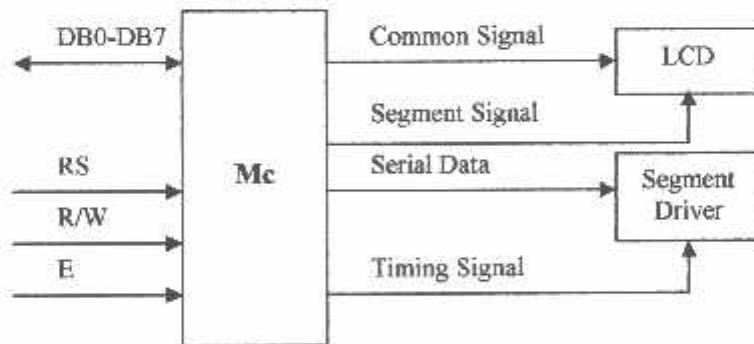 DB0-DB7
Common Signal
LCD
Segment Signal
RS
Mc
Serial Data
Segment
Driver
R/W
E
Timing Signal